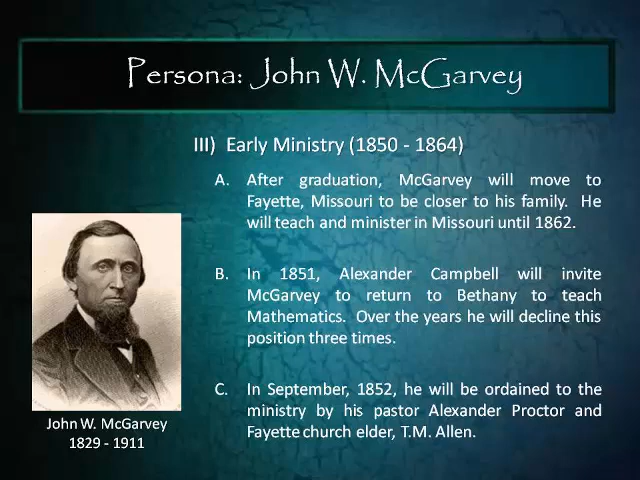 Persona: John W. McGarvey
III) Early Ministry (1850 - 1864)
A. After graduation, McGarvey will move to
Fayette, Missouri to be closer to his family. He
will teach and minister in Missouri until 1862.
B. In 1851, Alexander Campbell will invite
McGarvey to return to Bethany to teach
Mathematics. Over the years he will decline this
position three times.
C. In September, 1852, he will be ordained to the
ministry by his pastor Alexander Proctor and
Fayette church elder, T.M. Allen.
John W. McGarvey
1829 - 1911